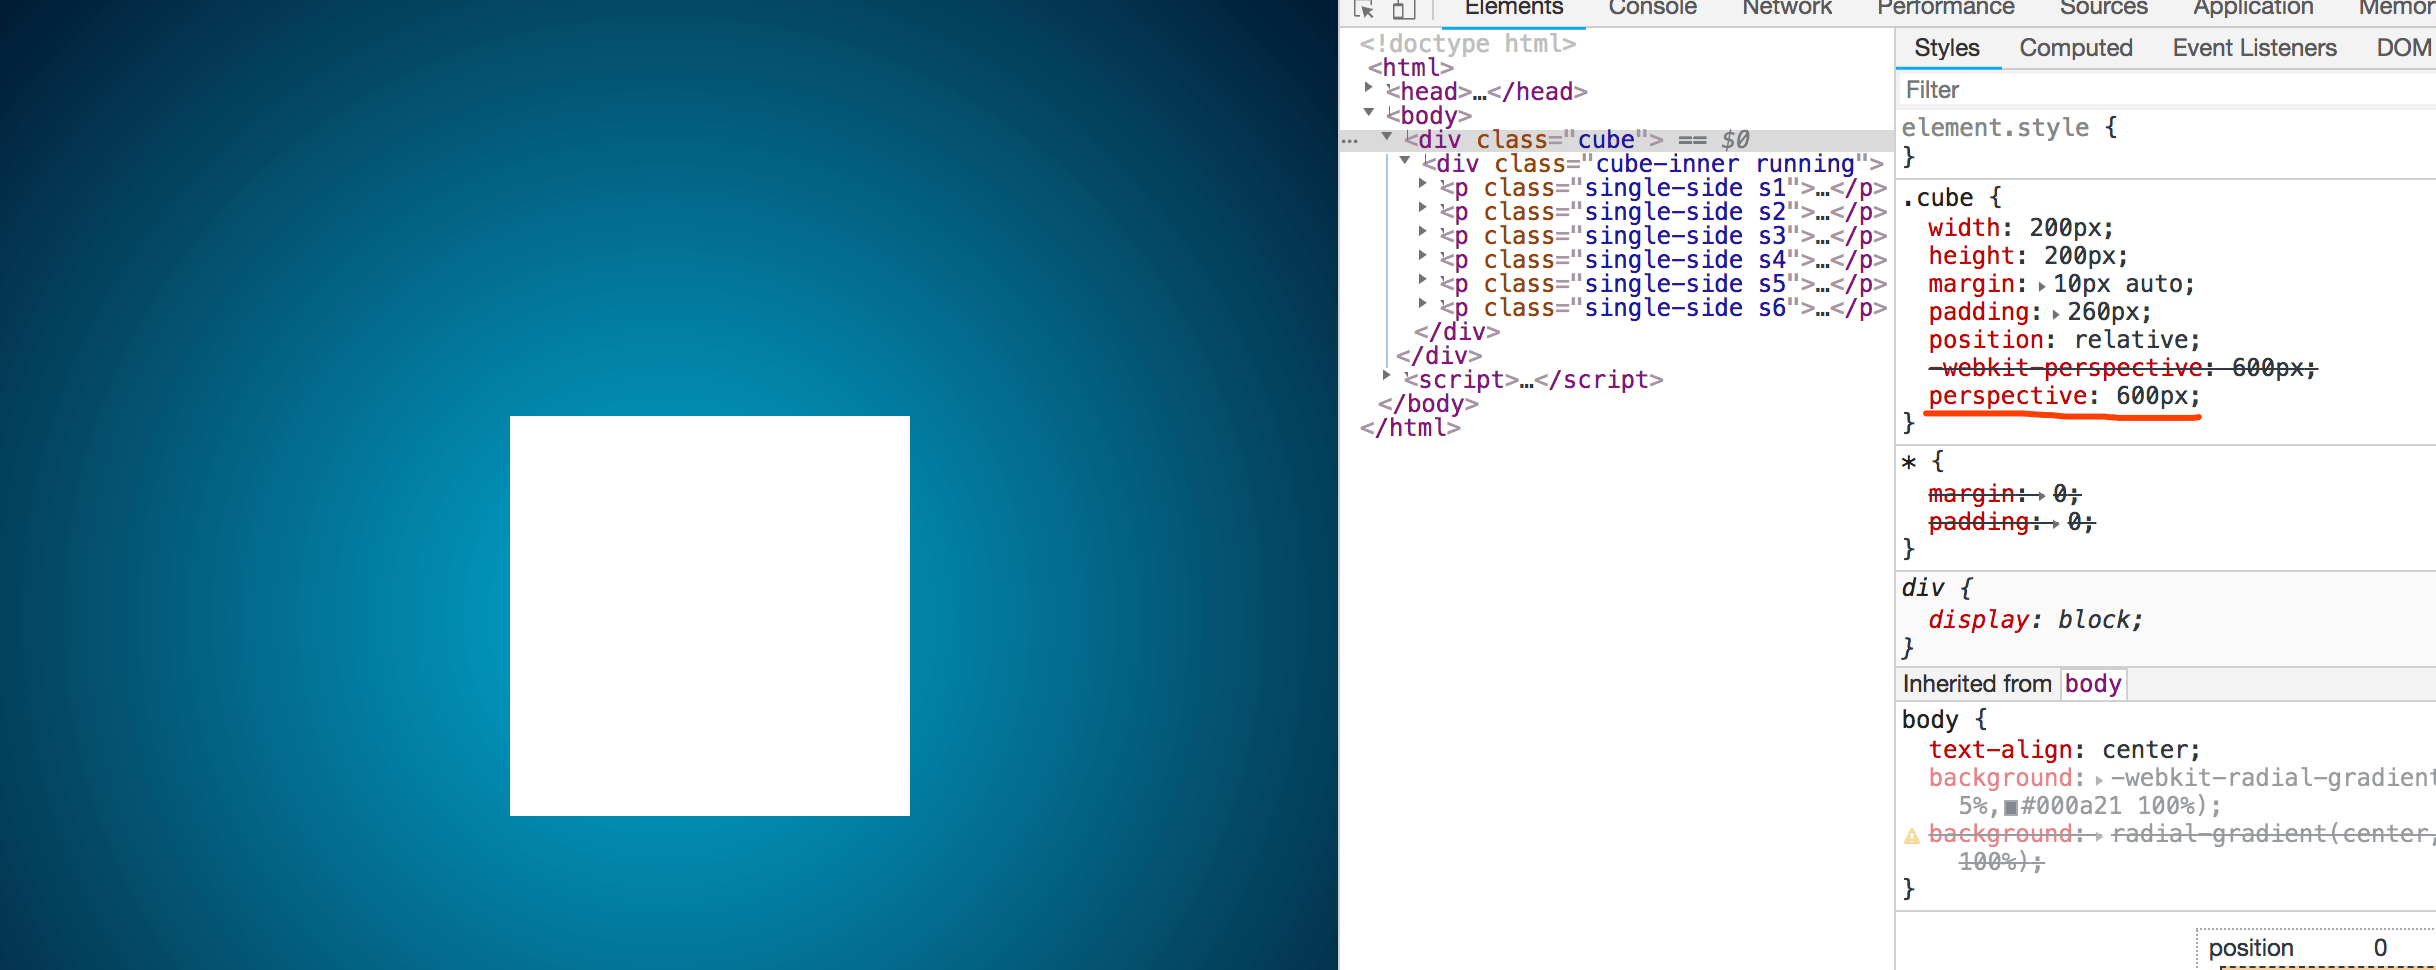 Elements Console Network Performance Sources Application Memor
<!doctype html>
<html>
<head>…</head>
<body>
… <div class="cube"> == $0
<div class="cube-inner running">
<p class="single-side s1">…</p>
<p class="single-side s2">…</p>
<p class="single-side s3">…</p>
<p class="single-side s4">…</p>
<p class="single-side s5">…</p>
<p class="single-side s6">…</p>
</div>
</div>
<script>…</script>
</body>
</html>
Styles Computed Event Listeners DOM
Filter
element.style {
}
.cube {
width: 200px;
height: 200px;
margin: 10px auto;
padding: 260px;
position: relative;
-webkit-perspective: 600px;
perspective: 600px;
}
* {
margin: 0;
padding: 0;
}
div {
display: block;
}
Inherited from body
body {
text-align: center;
background: -webkit-radial-gradient
5%, #000a21 100%);
background: radial-gradient(center,
100%);
}
position 0